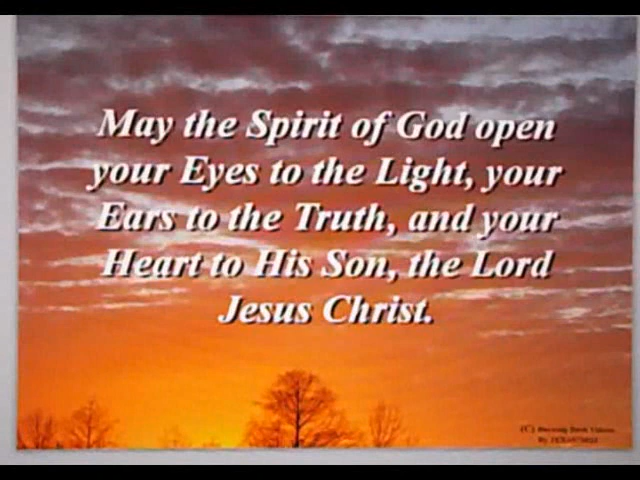 May the Spirit of God open
your Eyes to the Light, your
Ears to the Truth, and your
Heart to His Son, the Lord
Jesus Christ.
(C)
By